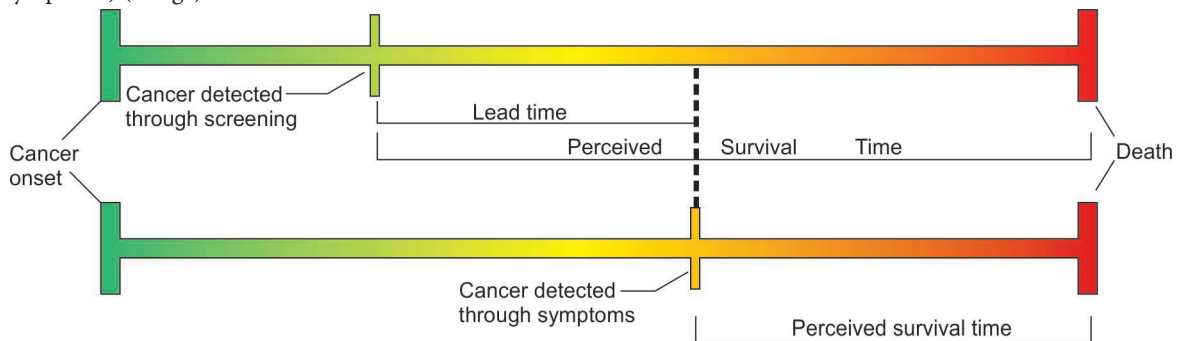 Cancer detected
through screening
Lead time
Perceived Survival Time
Cancer
onset
Death
Cancer detected
through symptoms
Perceived survival time